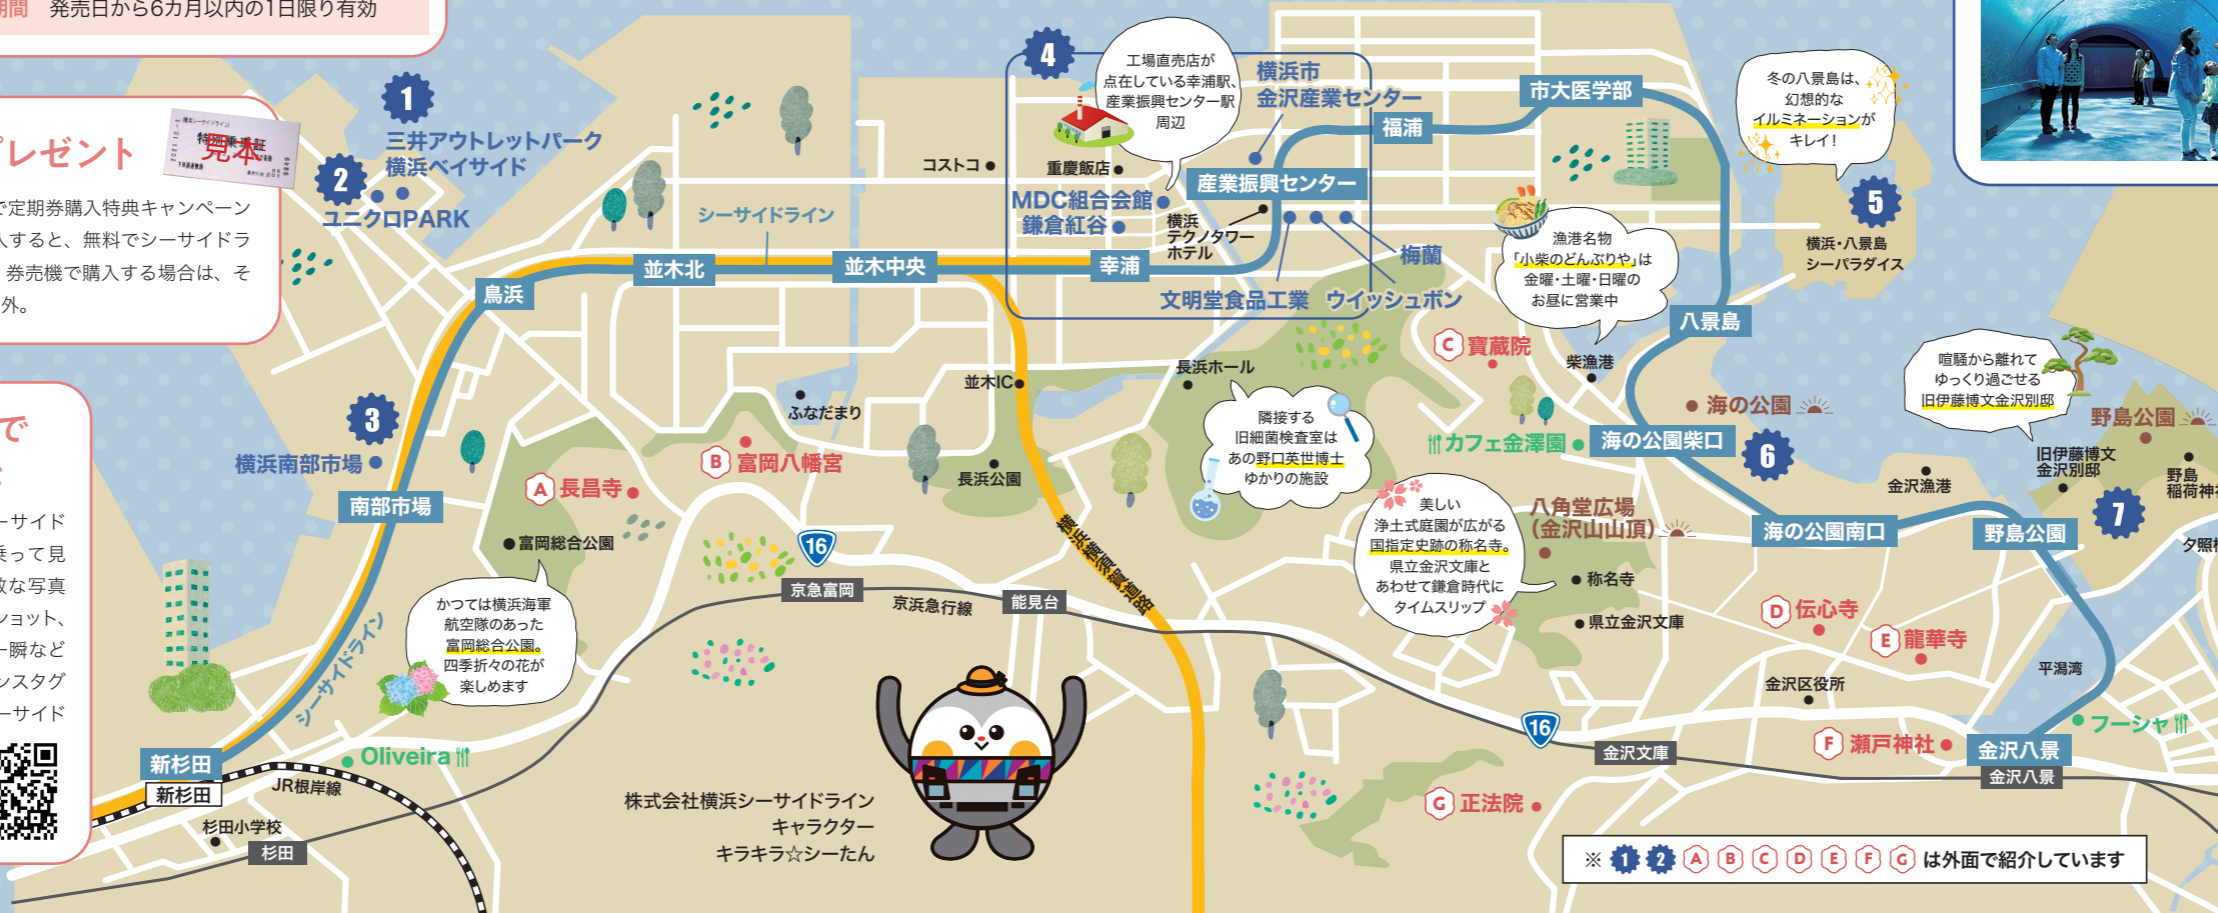 期間　発売日から6カ月以内の1日限り有効
プレゼント
特別乗車証
見本
で定期券購入特典キャンペーン
入すると、無料でシーサイドラ
、券売機で購入する場合は、そ
外。
で
ーサイド
乗って見
敵な写真
ショット、
一瞬など
ンスタグ
ーサイド
1
三井アウトレットパーク
横浜ベイサイド
2
ユニクロPARK
3
横浜南部市場
4
工場直売店が
点在している幸浦駅、
産業振興センター駅
周辺
横浜市
金沢産業センター
コストコ
重慶飯店
MDC組合会館
鎌倉紅谷
横浜
テクノタワー
ホテル
文明堂食品工業
ウイッシュボン
梅蘭
シーサイドライン
新杉田
南部市場
鳥浜
並木北
並木中央
幸浦
産業振興センター
福浦
市大医学部
八景島
海の公園柴口
海の公園南口
野島公園
金沢八景
冬の八景島は、
幻想的な
イルミネーションが
キレイ！
5
横浜・八景島
シーパラダイス
漁港名物
「小柴のどんぶりや」は
金曜・土曜・日曜の
お昼に営業中
柴漁港
C 寶蔵院
長浜ホール
隣接する
旧細菌検査室は
あの野口英世博士
ゆかりの施設
並木IC
ふなだまり
B 富岡八幡宮
A 長昌寺
長浜公園
富岡総合公園
かつては横浜海軍
航空隊のあった
富岡総合公園。
四季折々の花が
楽しめます
シーサイドライン
16
京急富岡
京浜急行線
能見台
横浜横須賀道路
海の公園
カフェ金澤園
6
喧騒から離れて
ゆっくり過ごせる
旧伊藤博文金沢別邸
野島公園
旧伊藤博文
金沢別邸
野島
稲荷神社
金沢漁港
7
夕照橋
美しい
浄土式庭園が広がる
国指定史跡の称名寺。
県立金沢文庫と
あわせて鎌倉時代に
タイムスリップ
八角堂広場
（金沢山山頂）
称名寺
県立金沢文庫
D 伝心寺
E 龍華寺
平潟湾
金沢区役所
フーシャ
F 瀬戸神社
16
金沢文庫
金沢八景
G 正法院
Oliveira
新杉田
JR根岸線
杉田小学校
杉田
株式会社横浜シーサイドライン
キャラクター
キラキラ☆シーたん
※ 1 2 A B C D E F G は外面で紹介しています